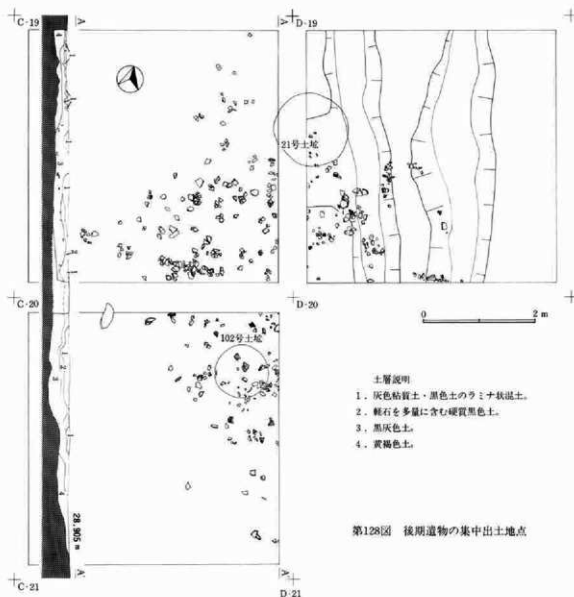 C-19
A
A
D-19
21号土坑
C-20
D-20
0 2 m
102号土坑
土層説明
1．灰色粘質土・黒色土のラミナ状混土。
2．軽石を多量に含む硬質黒色土。
3．黒灰色土。
4．黄褐色土。
28.905 m
第128図 後期遺物の集中出土地点
C-21
A'
A'
D-21